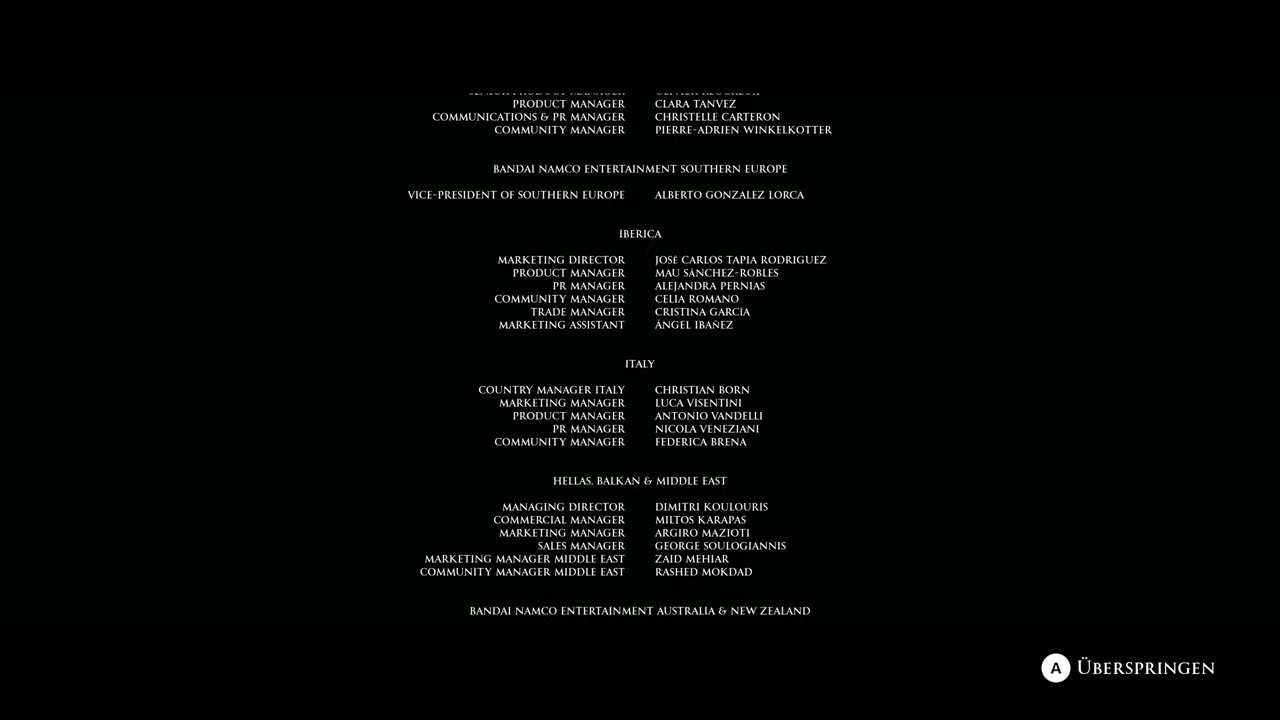 PRODUCT MANAGER CLARA TANVEZ
COMMUNICATIONS & PR MANAGER CHRISTELLE CARTERON
COMMUNITY MANAGER PIERRE-ADRIEN WINKELKOTTER
BANDAI NAMCO ENTERTAINMENT SOUTHERN EUROPE
VICE-PRESIDENT OF SOUTHERN EUROPE ALBERTO GONZALEZ LORCA
IBERICA
MARKETING DIRECTOR JOSÉ CARLOS TAPIA RODRIGUEZ
PRODUCT MANAGER MAU SÁNCHEZ-ROBLES
PR MANAGER ALEJANDRA PERNIAS
COMMUNITY MANAGER CELIA ROMANO
TRADE MANAGER CRISTINA GARCÍA
MARKETING ASSISTANT ÁNGEL IBAÑEZ
ITALY
COUNTRY MANAGER ITALY CHRISTIAN BORN
MARKETING MANAGER LUCA VISENTINI
PRODUCT MANAGER ANTONIO VANDELLI
PR MANAGER NICOLA VENEZIANI
COMMUNITY MANAGER FEDERICA BRENA
HELLAS, BALKAN & MIDDLE EAST
MANAGING DIRECTOR DIMITRI KOULOURIS
COMMERCIAL MANAGER MILTOS KARAPAS
MARKETING MANAGER ARGIRO MAZIOTI
SALES MANAGER GEORGE SOULOGIANNIS
MARKETING MANAGER MIDDLE EAST ZAID MEHIAR
COMMUNITY MANAGER MIDDLE EAST RASHED MOKDAD
BANDAI NAMCO ENTERTAINMENT AUSTRALIA & NEW ZEALAND
A ÜBERSPRINGEN